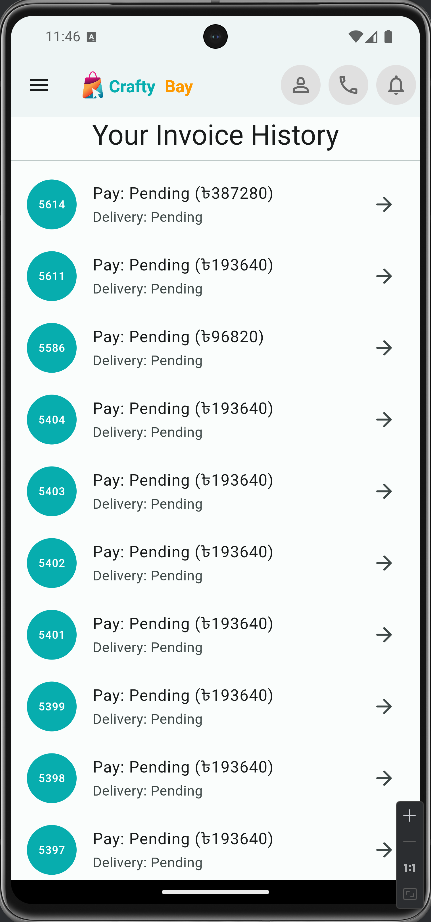 11:46 A
Crafty Bay
Your Invoice History
5614
Pay: Pending (৳387280)
Delivery: Pending
5611
Pay: Pending (৳193640)
Delivery: Pending
5586
Pay: Pending (৳96820)
Delivery: Pending
5404
Pay: Pending (৳193640)
Delivery: Pending
5403
Pay: Pending (৳193640)
Delivery: Pending
5402
Pay: Pending (৳193640)
Delivery: Pending
5401
Pay: Pending (৳193640)
Delivery: Pending
5399
Pay: Pending (৳193640)
Delivery: Pending
5398
Pay: Pending (৳193640)
Delivery: Pending
5397
Pay: Pending (৳193640)
Delivery: Pending
1:1